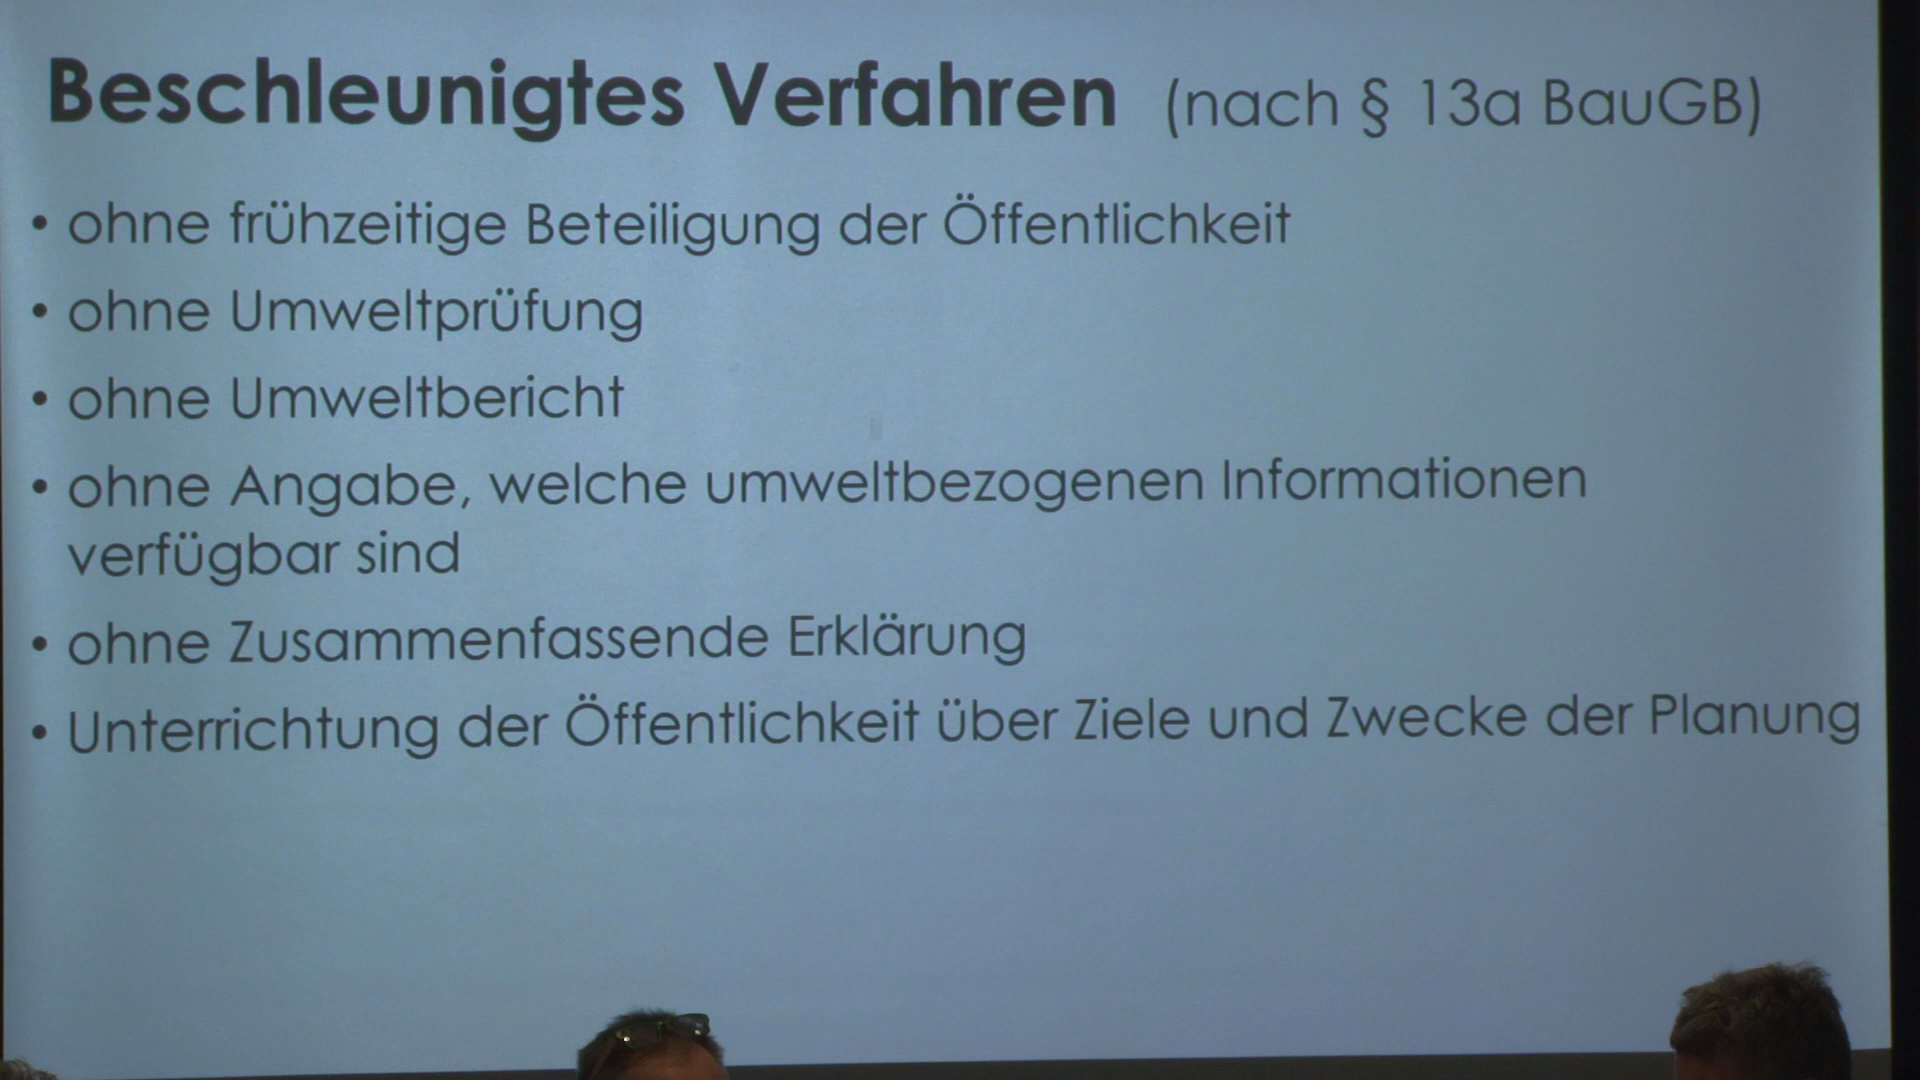 Beschleunigtes Verfahren (nach § 13a BauGB)
• ohne frühzeitige Beteiligung der Öffentlichkeit
• ohne Umweltprüfung
• ohne Umweltbericht
• ohne Angabe, welche umweltbezogenen Informationen
verfügbar sind
• ohne Zusammenfassende Erklärung
• Unterrichtung der Öffentlichkeit über Ziele und Zwecke der Planung